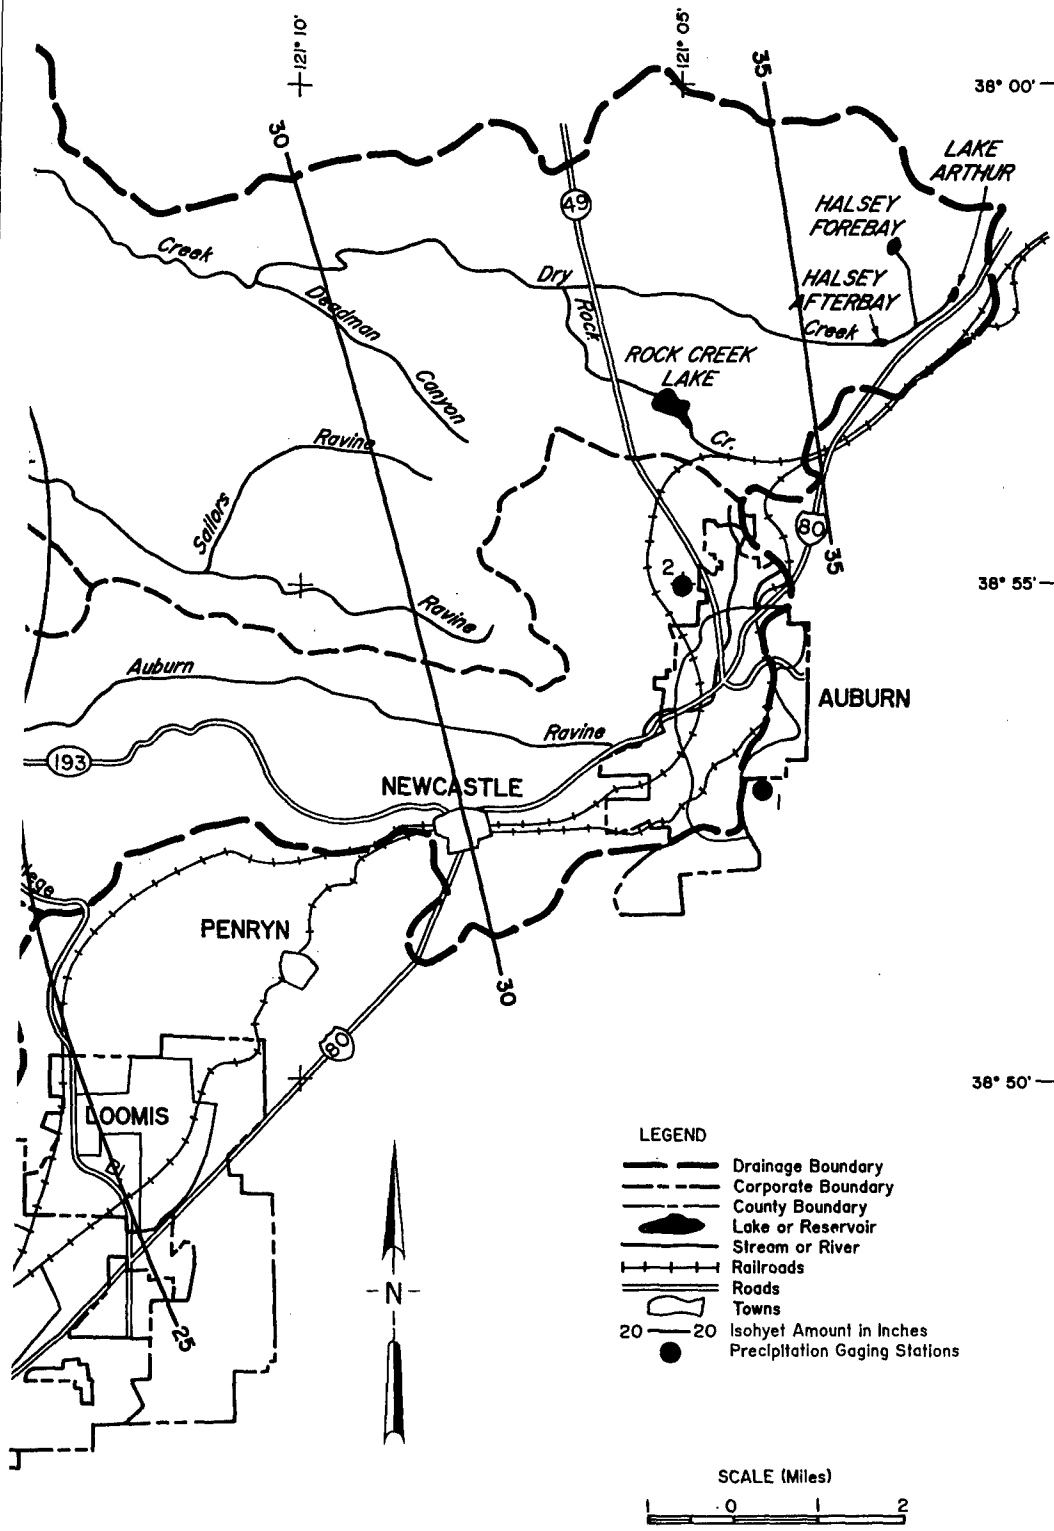 121° 10'
121° 05'
38° 00'
35
30
LAKE
ARTHUR
49
HALSEY
FOREBAY
Creek
Dry
HALSEY
AFTERBAY
Deadman
Rock
Creek
ROCK CREEK
LAKE
Canyon
Ravine
Cr.
Sailors
80
35
2
38° 55'
Ravine
Auburn
AUBURN
Ravine
193
NEWCASTLE
1
ege
PENRYN
30
80
38° 50'
LOOMIS
25
N
LEGEND
Drainage Boundary
Corporate Boundary
County Boundary
Lake or Reservoir
Stream or River
Railroads
Roads
Towns
20 20 Isohyet Amount in Inches
Precipitation Gaging Stations
SCALE (Miles)
1 0 1 2